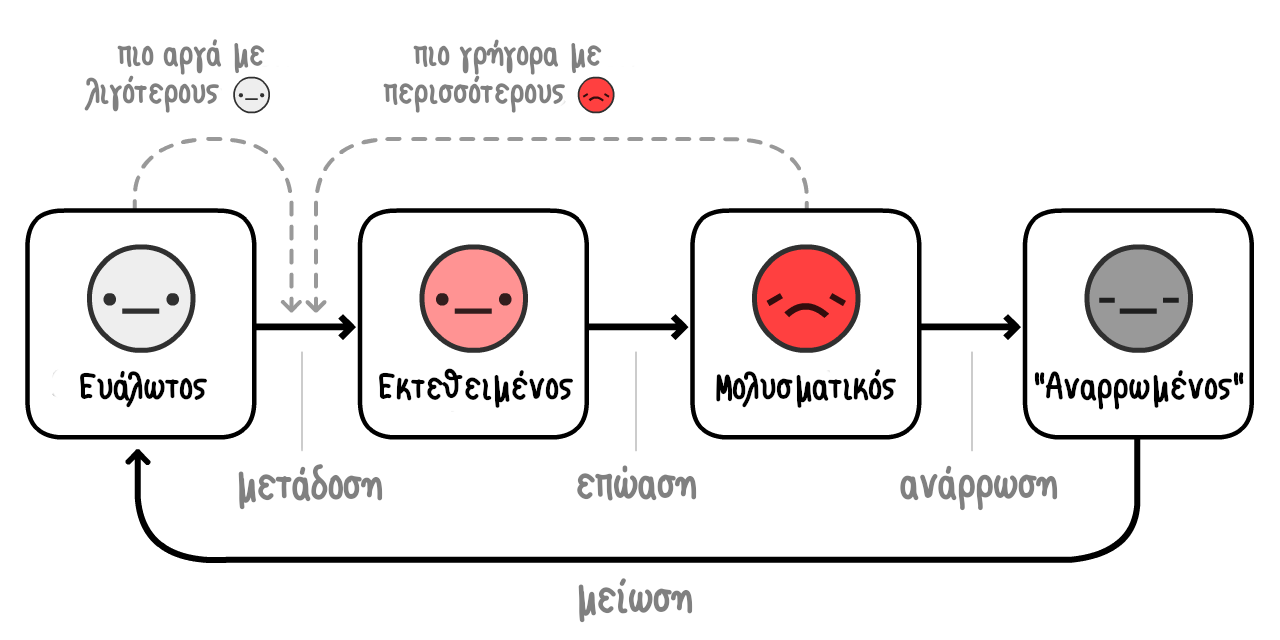 πιο αργά με
λιγότερους
πιο γρήγορα με
περισσότερους
Ευάλωτος
Εκτεθειμένος
Μολυσματικός
"Αναρρωμένος"
μετάδοση
επώαση
ανάρρωση
μείωση